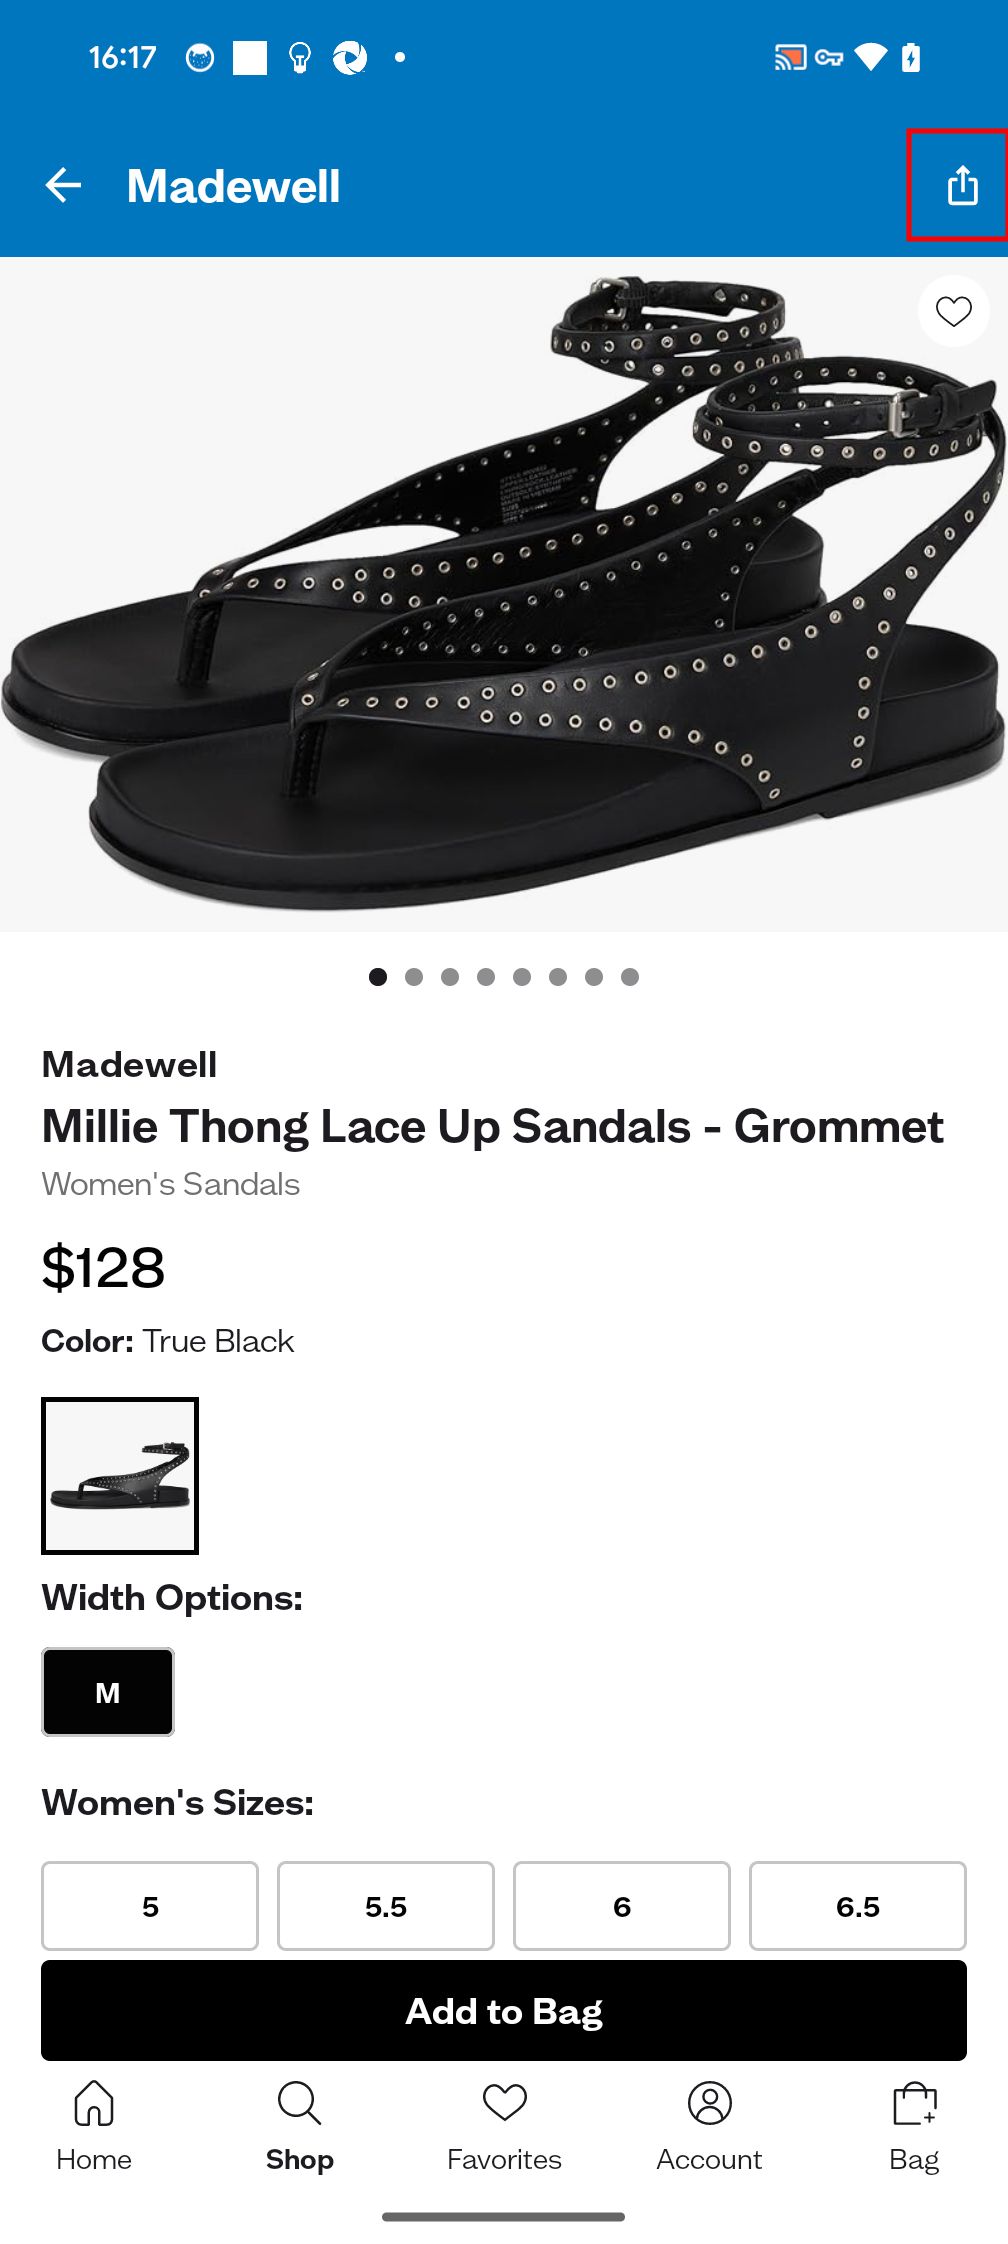 16:17
Madewell
Madewell
Millie Thong Lace Up Sandals - Grommet
Women's Sandals
$128
Color: True Black
Width Options:
M
Women's Sizes:
5 5.5 6 6.5
Add to Bag
Home Shop Favorites Account Bag